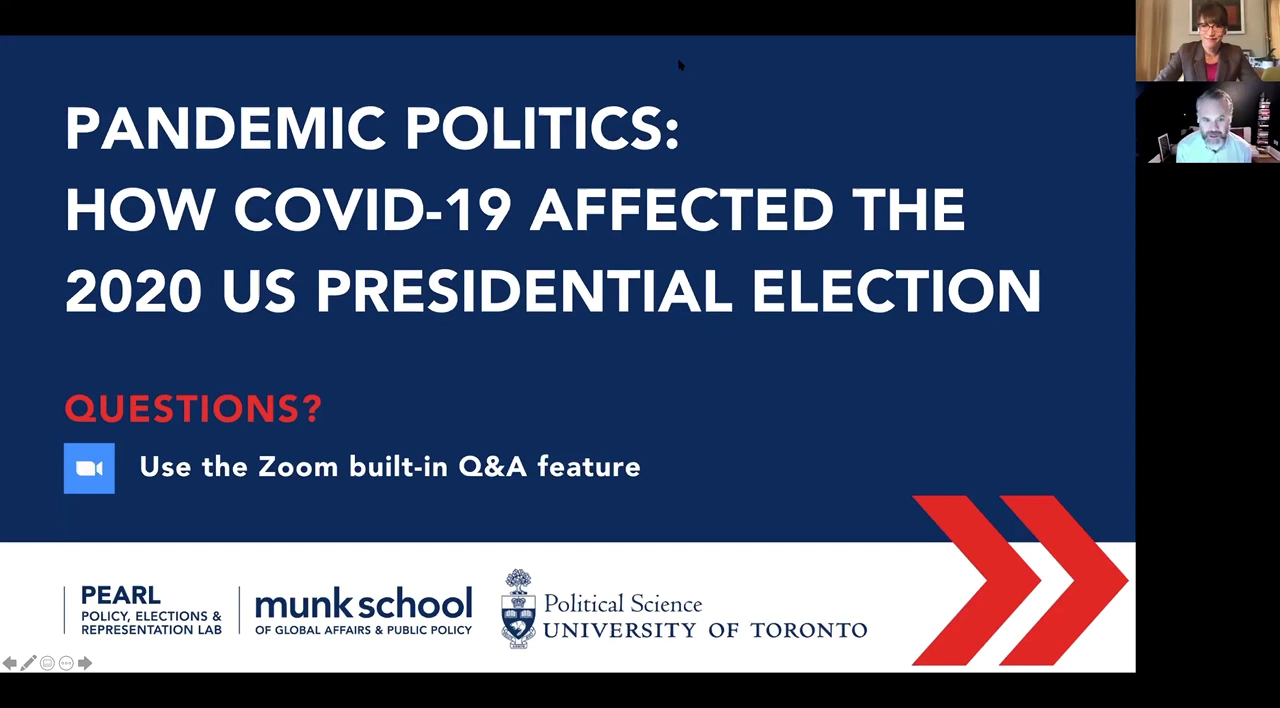 PANDEMIC POLITICS:
HOW COVID-19 AFFECTED THE
2020 US PRESIDENTIAL ELECTION
QUESTIONS?
Use the Zoom built-in Q&A feature
PEARL
POLICY, ELECTIONS &
REPRESENTATION LAB
munk school
OF GLOBAL AFFAIRS & PUBLIC POLICY
Political Science
UNIVERSITY OF TORONTO